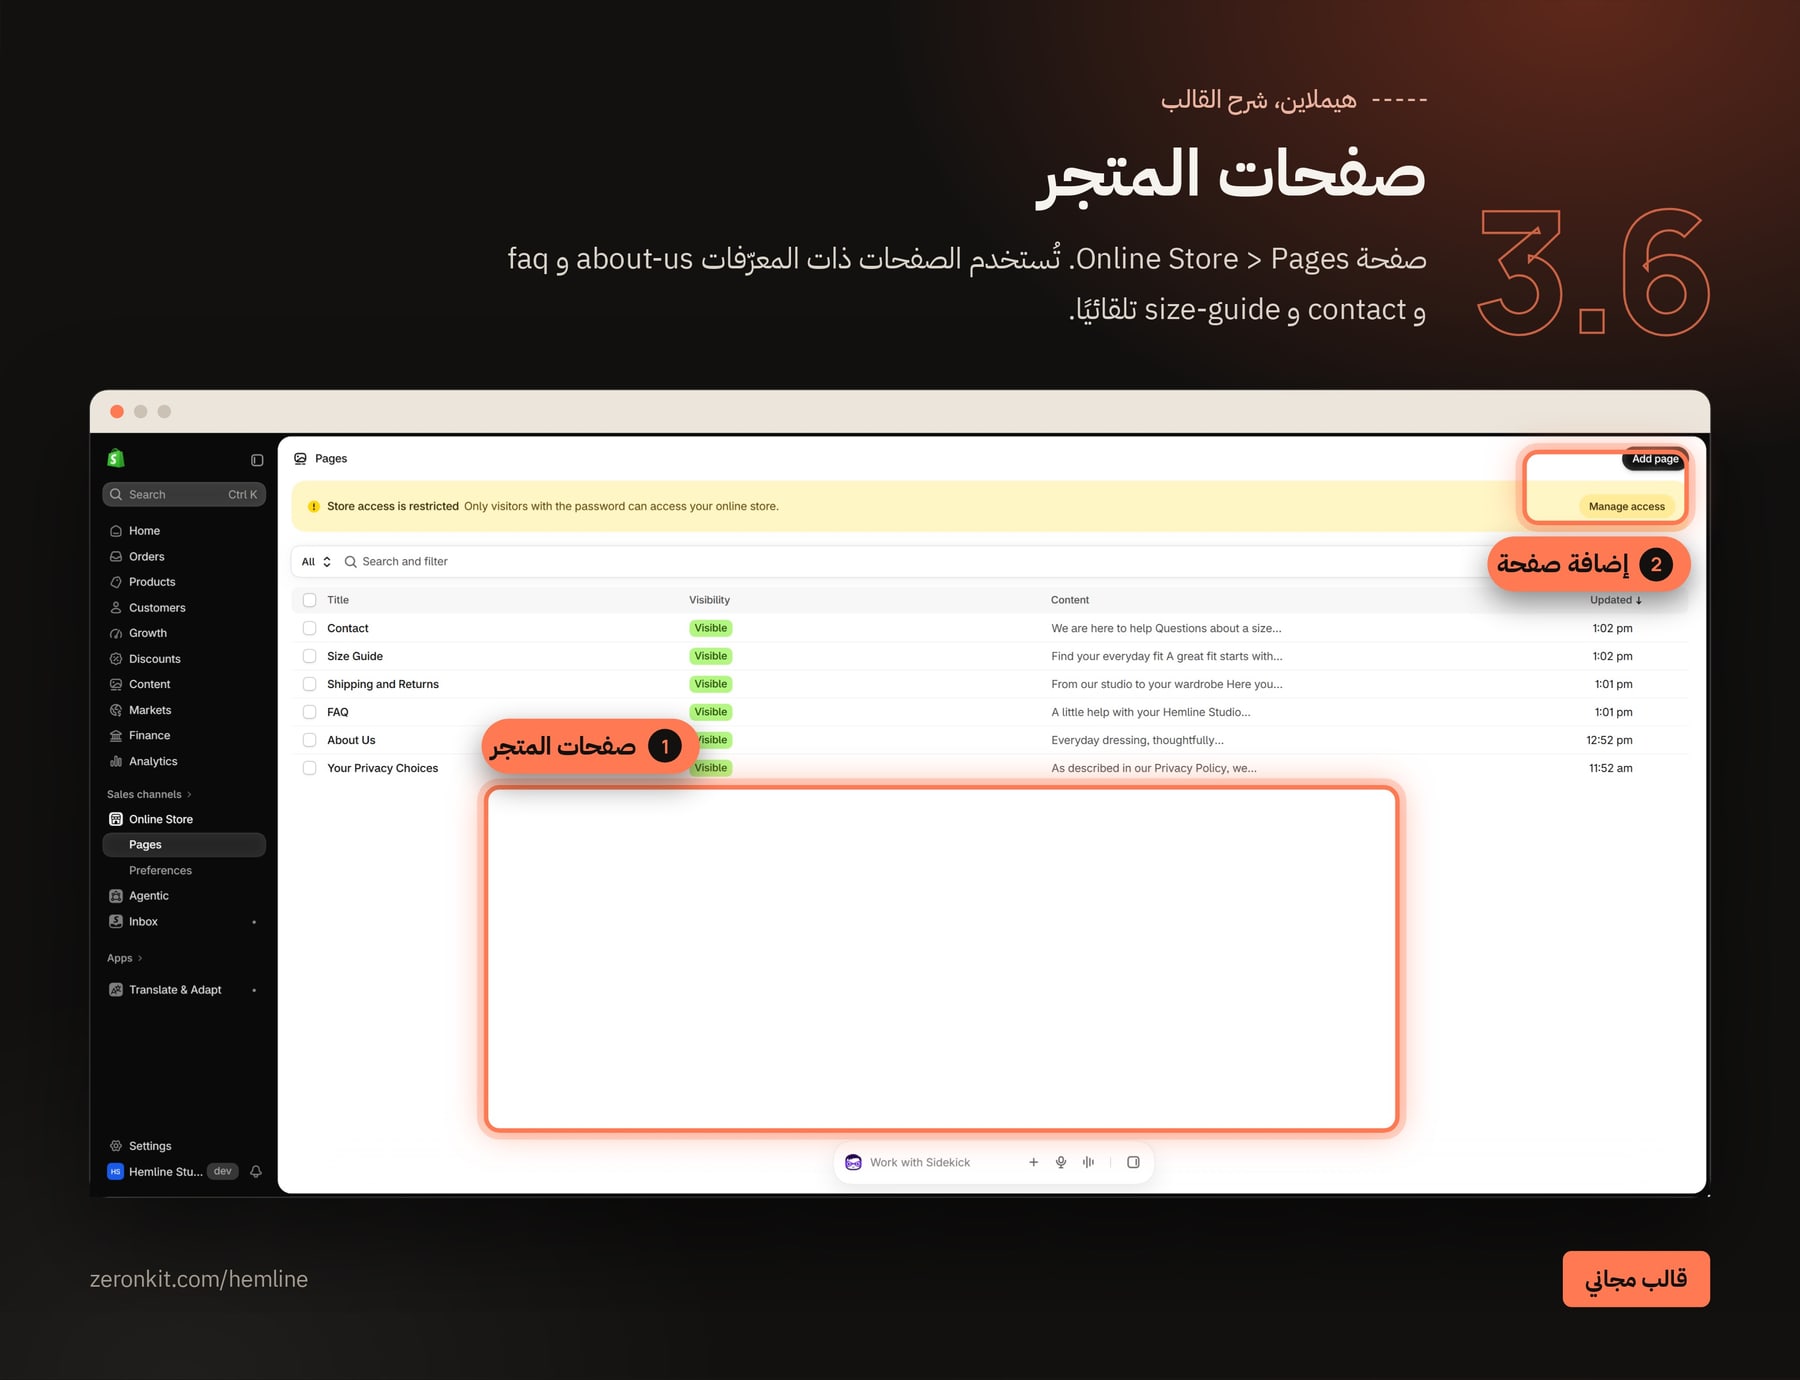 ----- هيملاين، شرح القالب
صفحات المتجر
3.6
صفحة Online Store > Pages. تُستخدم الصفحات ذات المعرّفات about-us و faq
و contact و size-guide تلقائيًا.
Search Ctrl K
Home
Orders
Products
Customers
Growth
Discounts
Content
Markets
Finance
Analytics
Sales channels >
Online Store
Pages
Preferences
Agentic
Inbox
Apps >
Translate & Adapt
Settings
HS Hemline Stu... dev
Pages
Add page
Store access is restricted Only visitors with the password can access your online store.
Manage access
2 إضافة صفحة
All Search and filter
Title Visibility Content Updated ↓
Contact Visible We are here to help Questions about a size... 1:02 pm
Size Guide Visible Find your everyday fit A great fit starts with... 1:02 pm
Shipping and Returns Visible From our studio to your wardrobe Here you... 1:01 pm
FAQ Visible A little help with your Hemline Studio... 1:01 pm
About Us Visible Everyday dressing, thoughtfully... 12:52 pm
Your Privacy Choices Visible As described in our Privacy Policy, we... 11:52 am
1 صفحات المتجر
Work with Sidekick
zeronkit.com/hemline
قالب مجاني